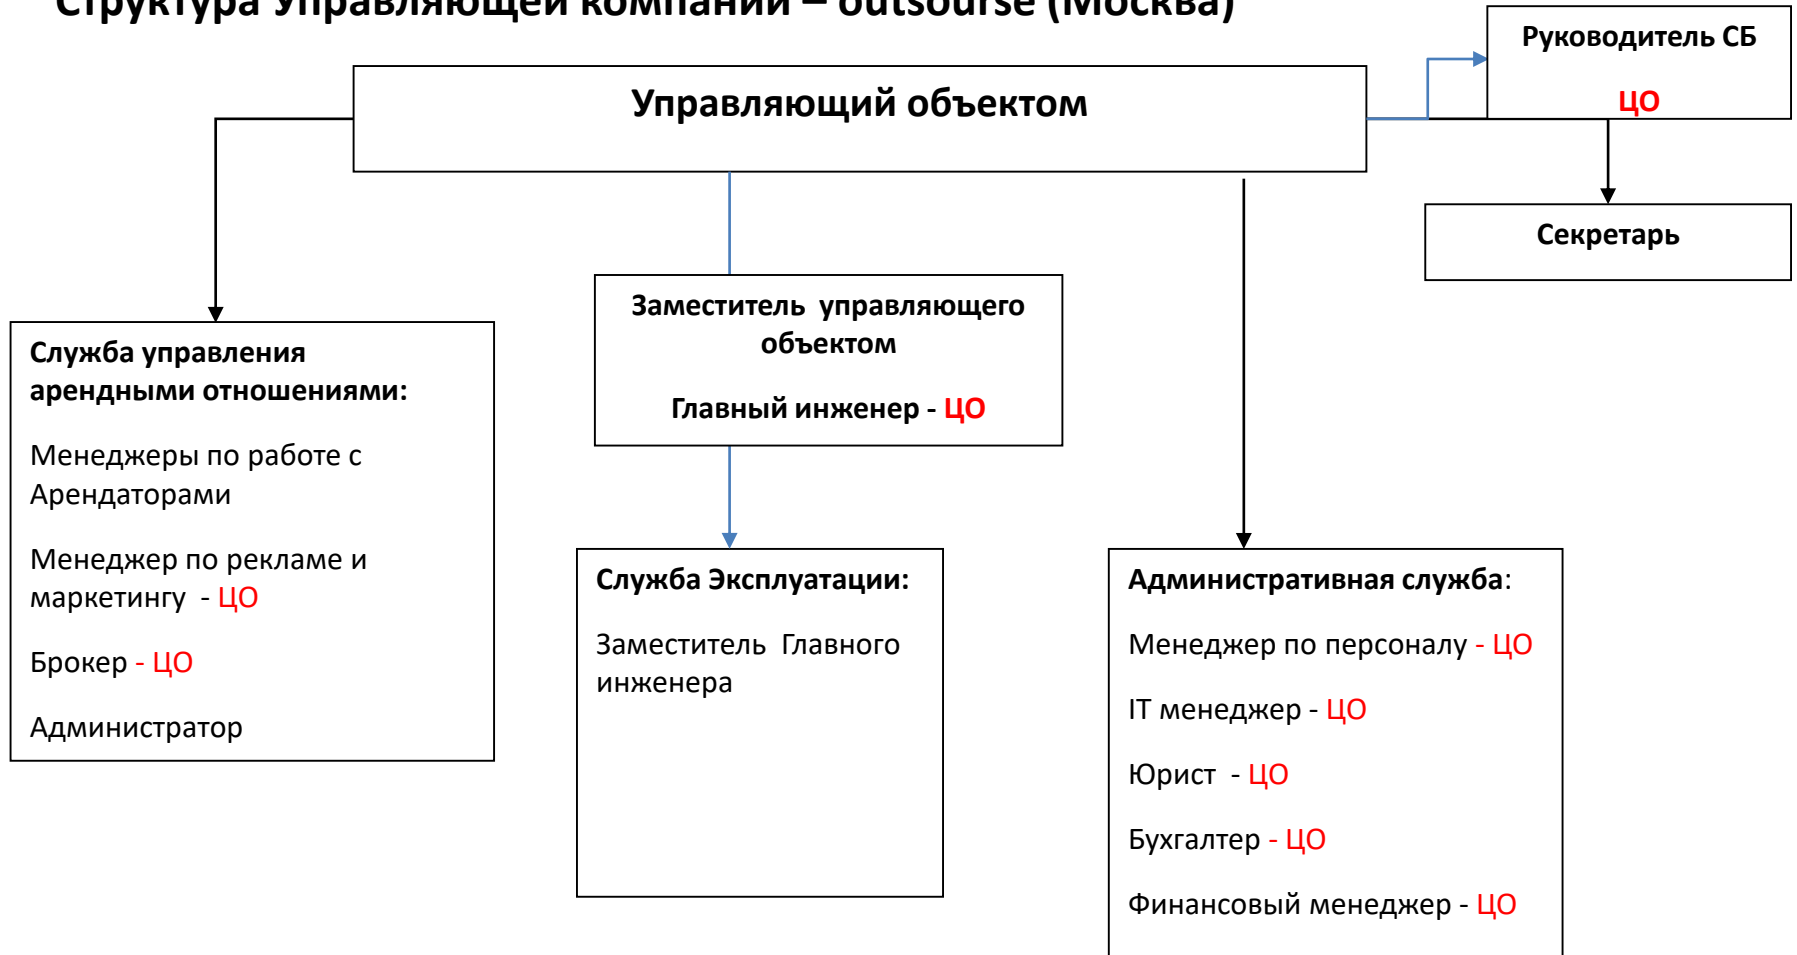 Структура Управляющей компании – outsourse (Москва)
Руководитель СБ
ЦО
Управляющий объектом
Секретарь
Заместитель управляющего
объектом
Главный инженер - ЦО
Служба управления
арендными отношениями:
Менеджеры по работе с
Арендаторами
Менеджер по рекламе и
маркетингу - ЦО
Брокер - ЦО
Администратор
Служба Эксплуатации:
Заместитель Главного
инженера
Административная служба:
Менеджер по персоналу - ЦО
IT менеджер - ЦО
Юрист - ЦО
Бухгалтер - ЦО
Финансовый менеджер - ЦО